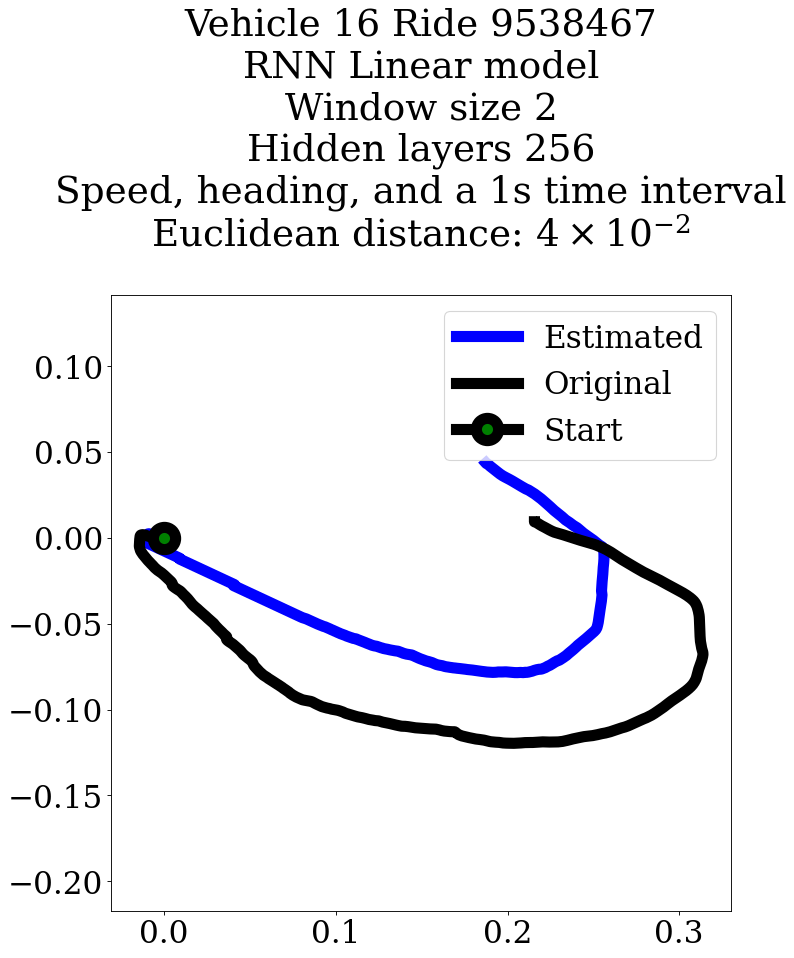 Vehicle 16 Ride 9538467
RNN Linear model
Window size 2
Hidden layers 256
Speed, heading, and a 1s time interval
Euclidean distance: 4 × 10⁻²
Estimated
Original
Start
0.10
0.05
0.00
−0.05
−0.10
−0.15
−0.20
0.0 0.1 0.2 0.3